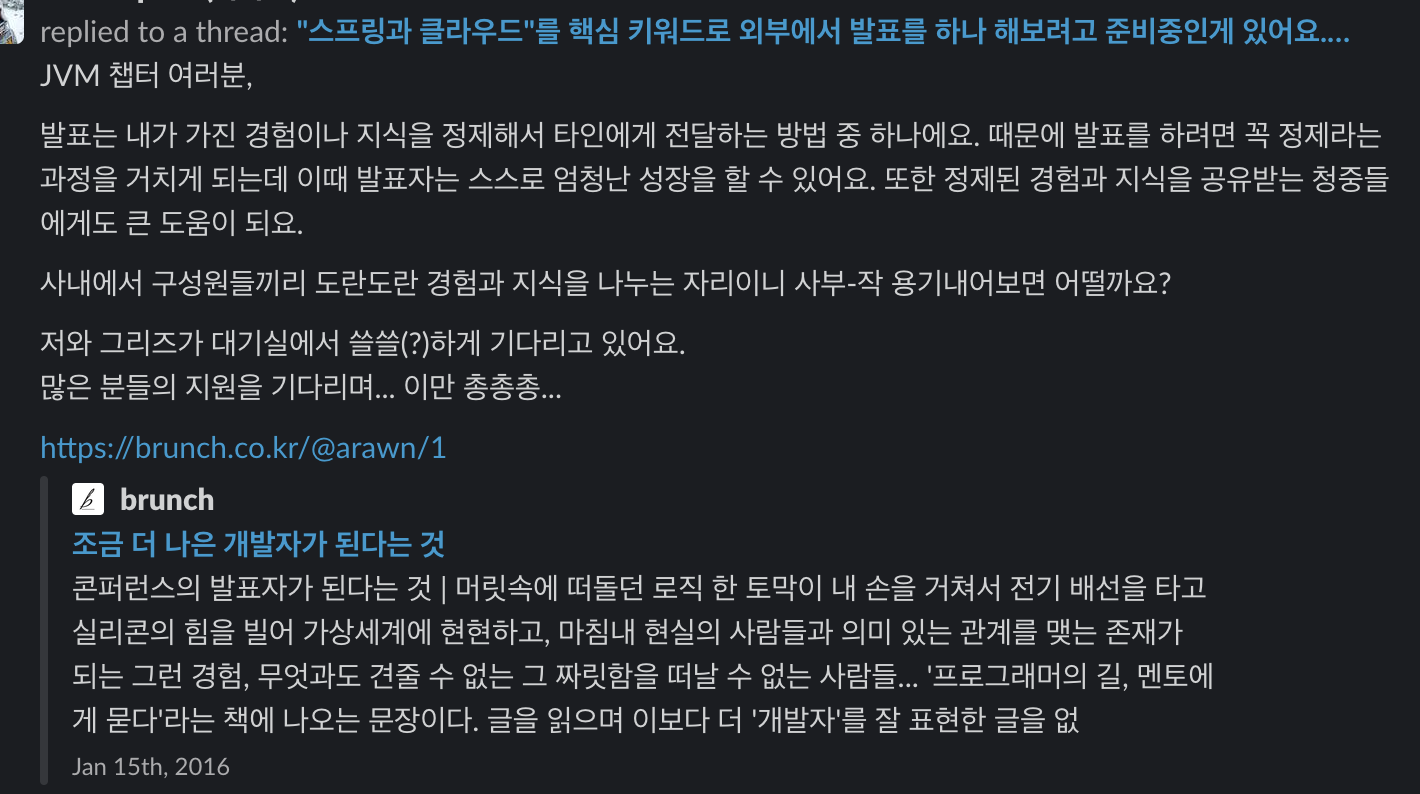 replied to a thread: "스프링과 클라우드"를 핵심 키워드로 외부에서 발표를 하나 해보려고 준비중인게 있어요....
JVM 챕터 여러분,
발표는 내가 가진 경험이나 지식을 정제해서 타인에게 전달하는 방법 중 하나에요. 때문에 발표를 하려면 꼭 정제라는
과정을 거치게 되는데 이때 발표자는 스스로 엄청난 성장을 할 수 있어요. 또한 정제된 경험과 지식을 공유받는 청중들
에게도 큰 도움이 되요.
사내에서 구성원들끼리 도란도란 경험과 지식을 나누는 자리이니 사부-작 용기내어보면 어떨까요?
저와 그리즈가 대기실에서 쓸쓸(?)하게 기다리고 있어요.
많은 분들의 지원을 기다리며... 이만 총총총...
https://brunch.co.kr/@arawn/1
b brunch
조금 더 나은 개발자가 된다는 것
콘퍼런스의 발표자가 된다는 것 | 머릿속에 떠돌던 로직 한 토막이 내 손을 거쳐서 전기 배선을 타고
실리콘의 힘을 빌어 가상세계에 현현하고, 마침내 현실의 사람들과 의미 있는 관계를 맺는 존재가
되는 그런 경험, 무엇과도 견줄 수 없는 그 짜릿함을 떠날 수 없는 사람들... '프로그래머의 길, 멘토에
게 묻다'라는 책에 나오는 문장이다. 글을 읽으며 이보다 더 '개발자'를 잘 표현한 글을 없
Jan 15th, 2016